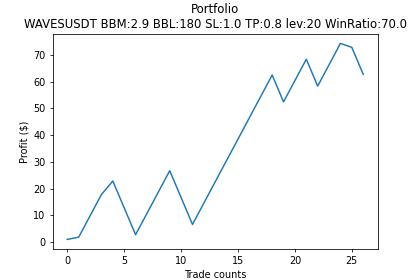 Portfolio
WAVESUSDT BBM:2.9 BBL:180 SL:1.0 TP:0.8 lev:20 WinRatio:70.0
Profit ($)
70
60
50
40
30
20
10
0
0 5 10 15 20 25
Trade counts